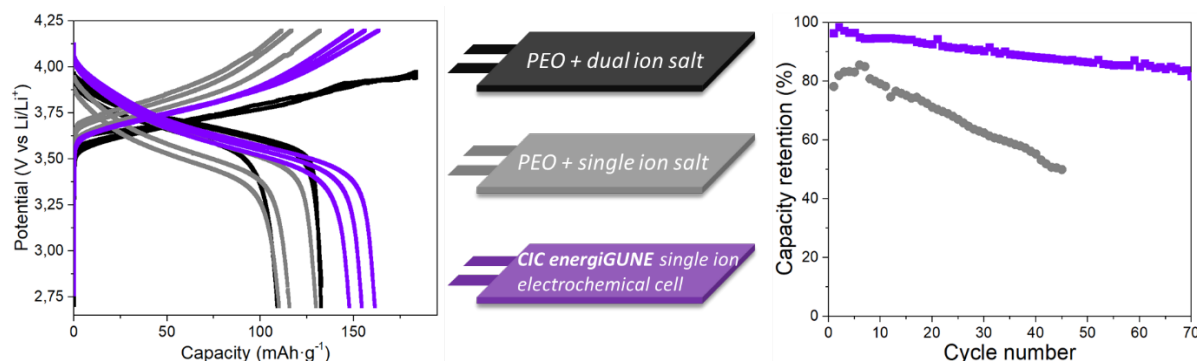 4,25
4,00
3,75
3,50
3,25
3,00
2,75
Potential (V vs Li/Li⁺)
0
50
100
150
Capacity (mAh·g⁻¹)
PEO + dual ion salt
PEO + single ion salt
CIC energiGUNE single ion
electrochemical cell
100
80
60
40
20
0
Capacity retention (%)
0 10 20 30 40 50 60 70
Cycle number